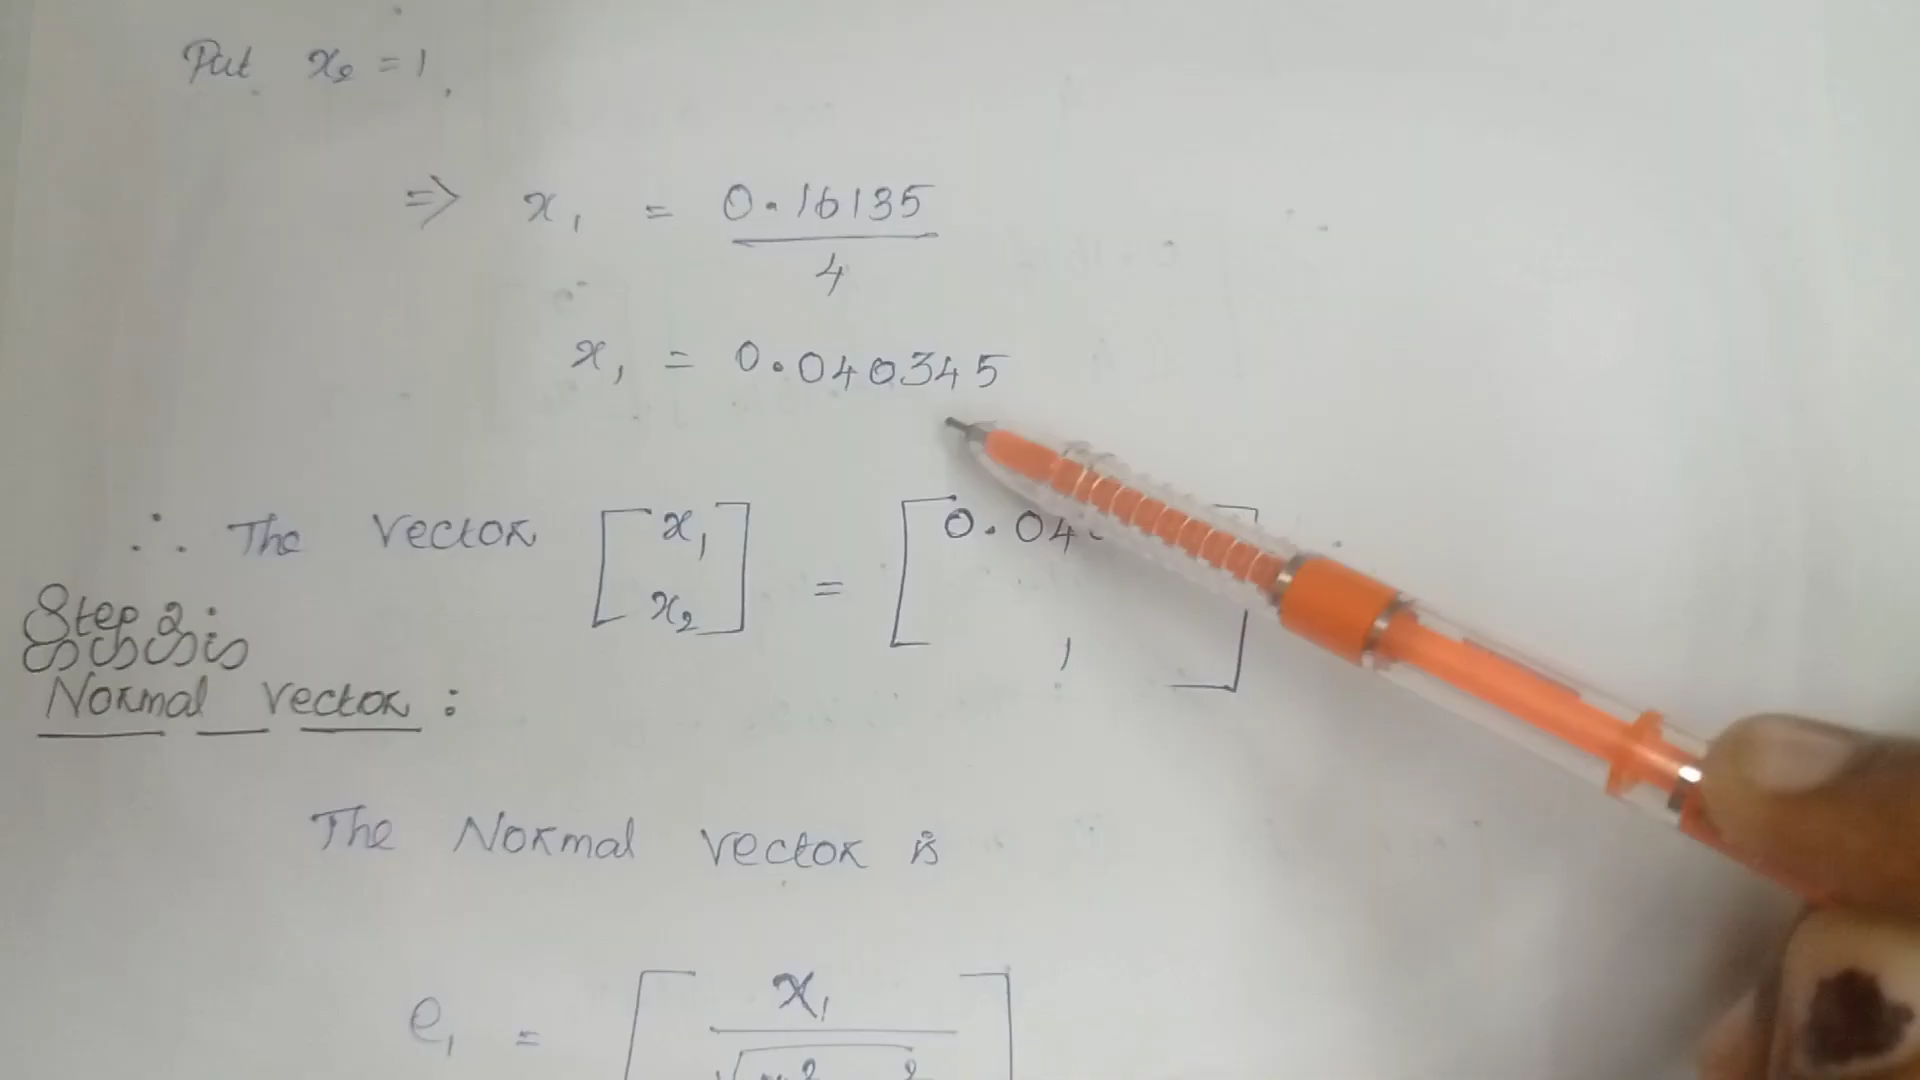 Put x₂ = 1,
⇒ x₁ = 0.16135 / 4
x₁ = 0.040345
∴ The vector [x₁ x₂] = [0.04 1]
Step 2:
Normal vector:
The Normal vector is
e₁ = [x₁ / √